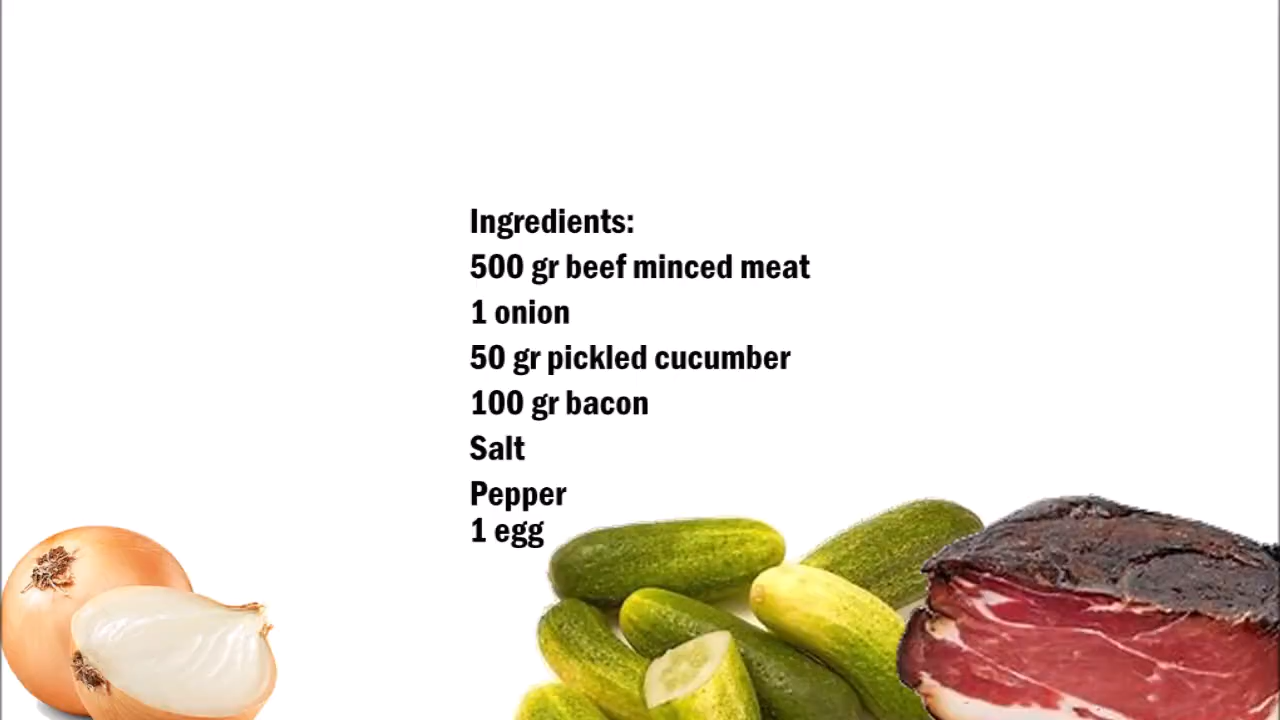 Ingredients:
500 gr beef minced meat
1 onion
50 gr pickled cucumber
100 gr bacon
Salt
Pepper
1 egg